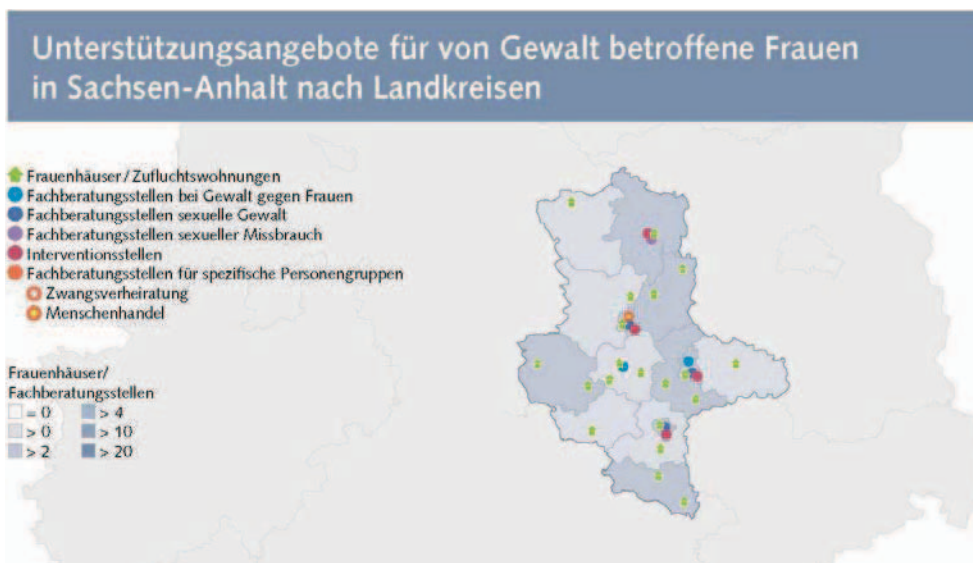 Unterstützungsangebote für von Gewalt betroffene Frauen
in Sachsen-Anhalt nach Landkreisen
Frauenhäuser/Zufluchtswohnungen
Fachberatungsstellen bei Gewalt gegen Frauen
Fachberatungsstellen sexuelle Gewalt
Fachberatungsstellen sexueller Missbrauch
Interventionsstellen
Fachberatungsstellen für spezifische Personengruppen
Zwangsverheiratung
Menschenhandel
Frauenhäuser/
Fachberatungsstellen
= 0 > 4
> 0 > 10
> 2 > 20